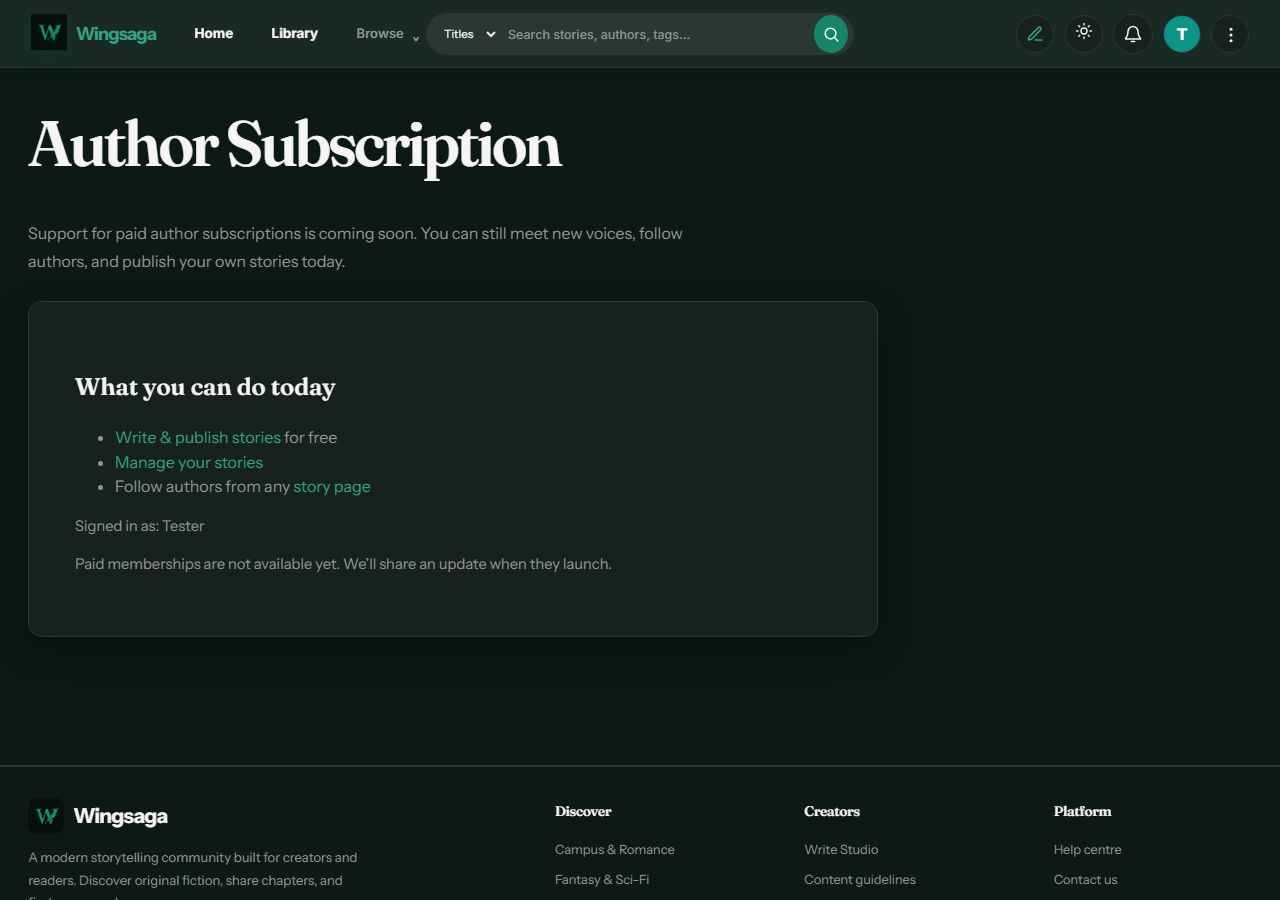 W Wingsaga Home Library Browse Titles Search stories, authors, tags... T
Author Subscription
Support for paid author subscriptions is coming soon. You can still meet new voices, follow
authors, and publish your own stories today.
What you can do today
• Write & publish stories for free
• Manage your stories
• Follow authors from any story page
Signed in as: Tester
Paid memberships are not available yet. We’ll share an update when they launch.
W Wingsaga
A modern storytelling community built for creators and
readers. Discover original fiction, share chapters, and
Discover
Campus & Romance
Fantasy & Sci-Fi
Creators
Write Studio
Content guidelines
Platform
Help centre
Contact us